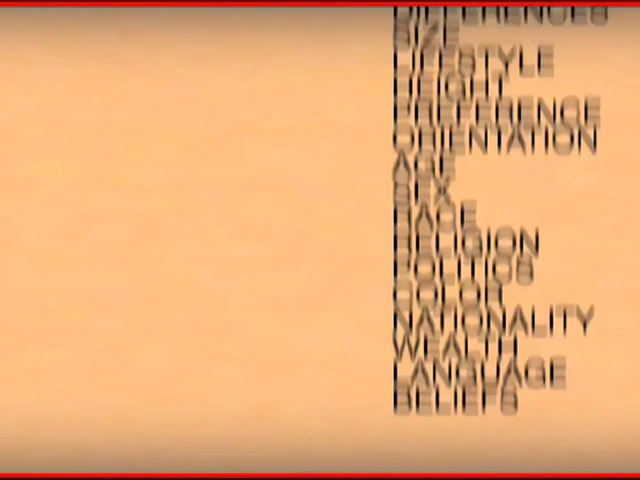 DIFFERENCES
SIZE
LIFESTYLE
HEIGHT
PREFERENCE
ORIENTATION
AGE
SEX
RACE
RELIGION
POLITICS
COLOR
NATIONALITY
WEALTH
LANGUAGE
BELIEFS